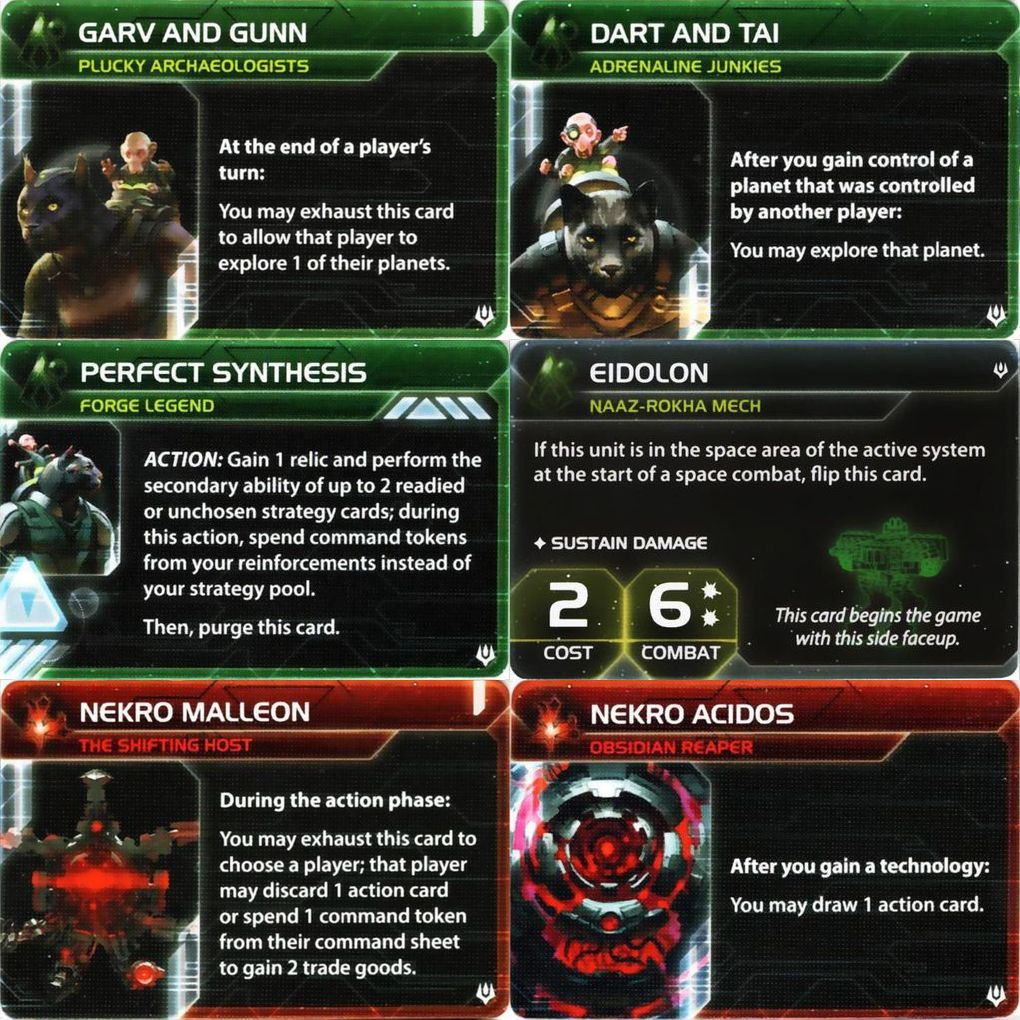 GARV AND GUNN
PLUCKY ARCHAEOLOGISTS
At the end of a player's
turn:
You may exhaust this card
to allow that player to
explore 1 of their planets.
DART AND TAI
ADRENALINE JUNKIES
After you gain control of a
planet that was controlled
by another player:
You may explore that planet.
PERFECT SYNTHESIS
FORGE LEGEND
ACTION: Gain 1 relic and perform the
secondary ability of up to 2 readied
or unchosen strategy cards; during
this action, spend command tokens
from your reinforcements instead of
your strategy pool.
Then, purge this card.
EIDOLON
NAAZ-ROKHA MECH
If this unit is in the space area of the active system
at the start of a space combat, flip this card.
SUSTAIN DAMAGE
2
COST
6
COMBAT
This card begins the game
with this side faceup.
NEKRO MALLEON
THE SHIFTING HOST
During the action phase:
You may exhaust this card to
choose a player; that player
may discard 1 action card
or spend 1 command token
from their command sheet
to gain 2 trade goods.
NEKRO ACIDOS
OBSIDIAN REAPER
After you gain a technology:
You may draw 1 action card.